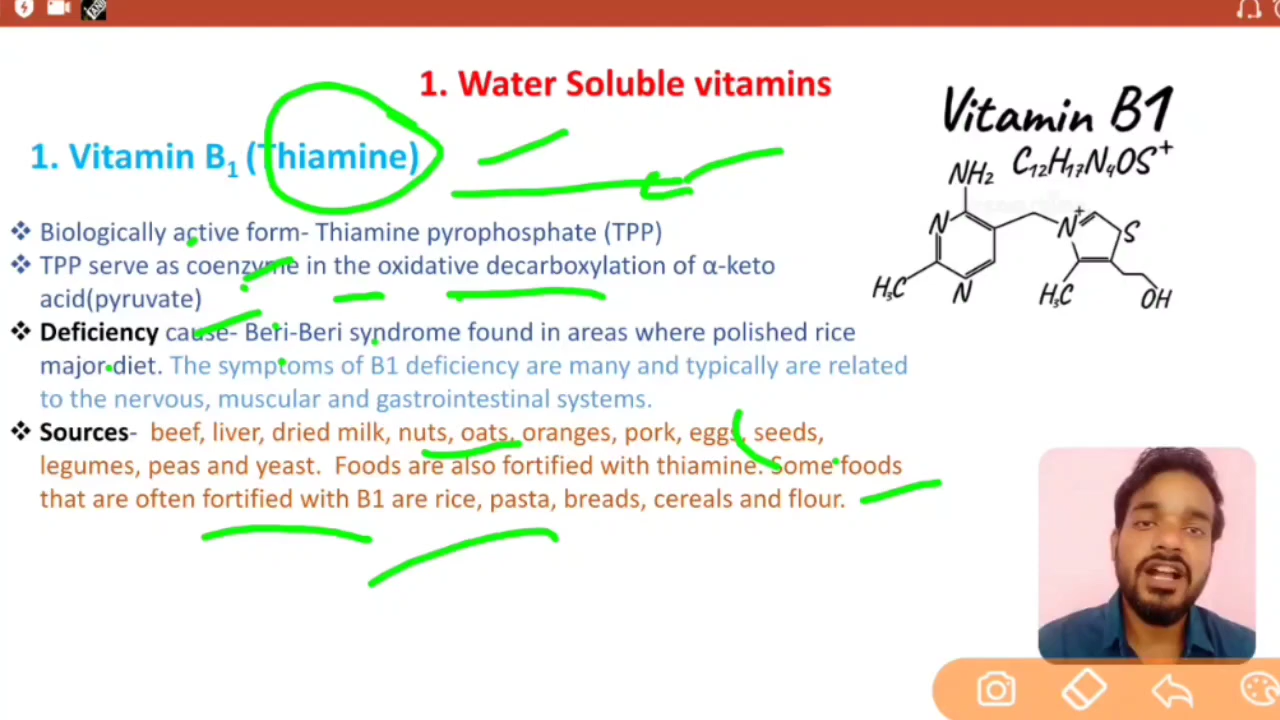 1. Water Soluble vitamins
1. Vitamin B₁ (Thiamine)
❖ Biologically active form- Thiamine pyrophosphate (TPP)
❖ TPP serve as coenzyme in the oxidative decarboxylation of α-keto
acid(pyruvate)
❖ Deficiency cause- Beri-Beri syndrome found in areas where polished rice
major diet. The symptoms of B1 deficiency are many and typically are related
to the nervous, muscular and gastrointestinal systems.
❖ Sources- beef, liver, dried milk, nuts, oats, oranges, pork, eggs, seeds,
legumes, peas and yeast. Foods are also fortified with thiamine. Some foods
that are often fortified with B1 are rice, pasta, breads, cereals and flour.
Vitamin B1
C₁₂H₁₇N₄OS⁺
NH₂
N N⁺ S
H₃C N H₃C OH